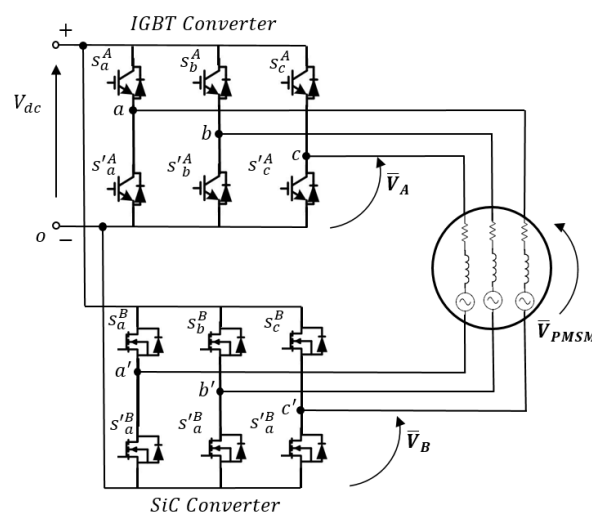 IGBT Converter
+
S_a^A S_b^A S_c^A
V_dc
a
b
c
S'_a^A S'_b^A S'_c^A
V̅_A
o −
S_a^B S_b^B S_c^B
V̅_PMSM
a'
b'
c'
S'_a^B S'_a^B S'_a^B
V̅_B
SiC Converter